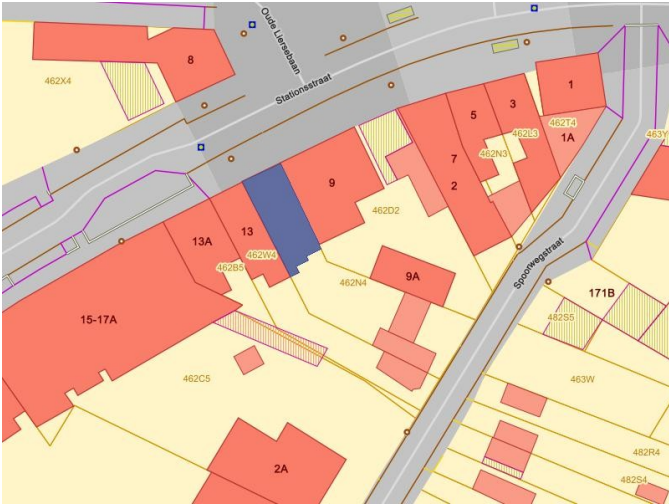 Oude Liersebaan
8
462X4
Stationsstraat
1
5
3
462T4
462L3
1A
463Y
7
462N3
9
2
462D2
13
13A
462W4
462B5
9A
462N4
Spoorwegstraat
171B
15-17A
482S5
462C5
463W
2A
482R4
482S4